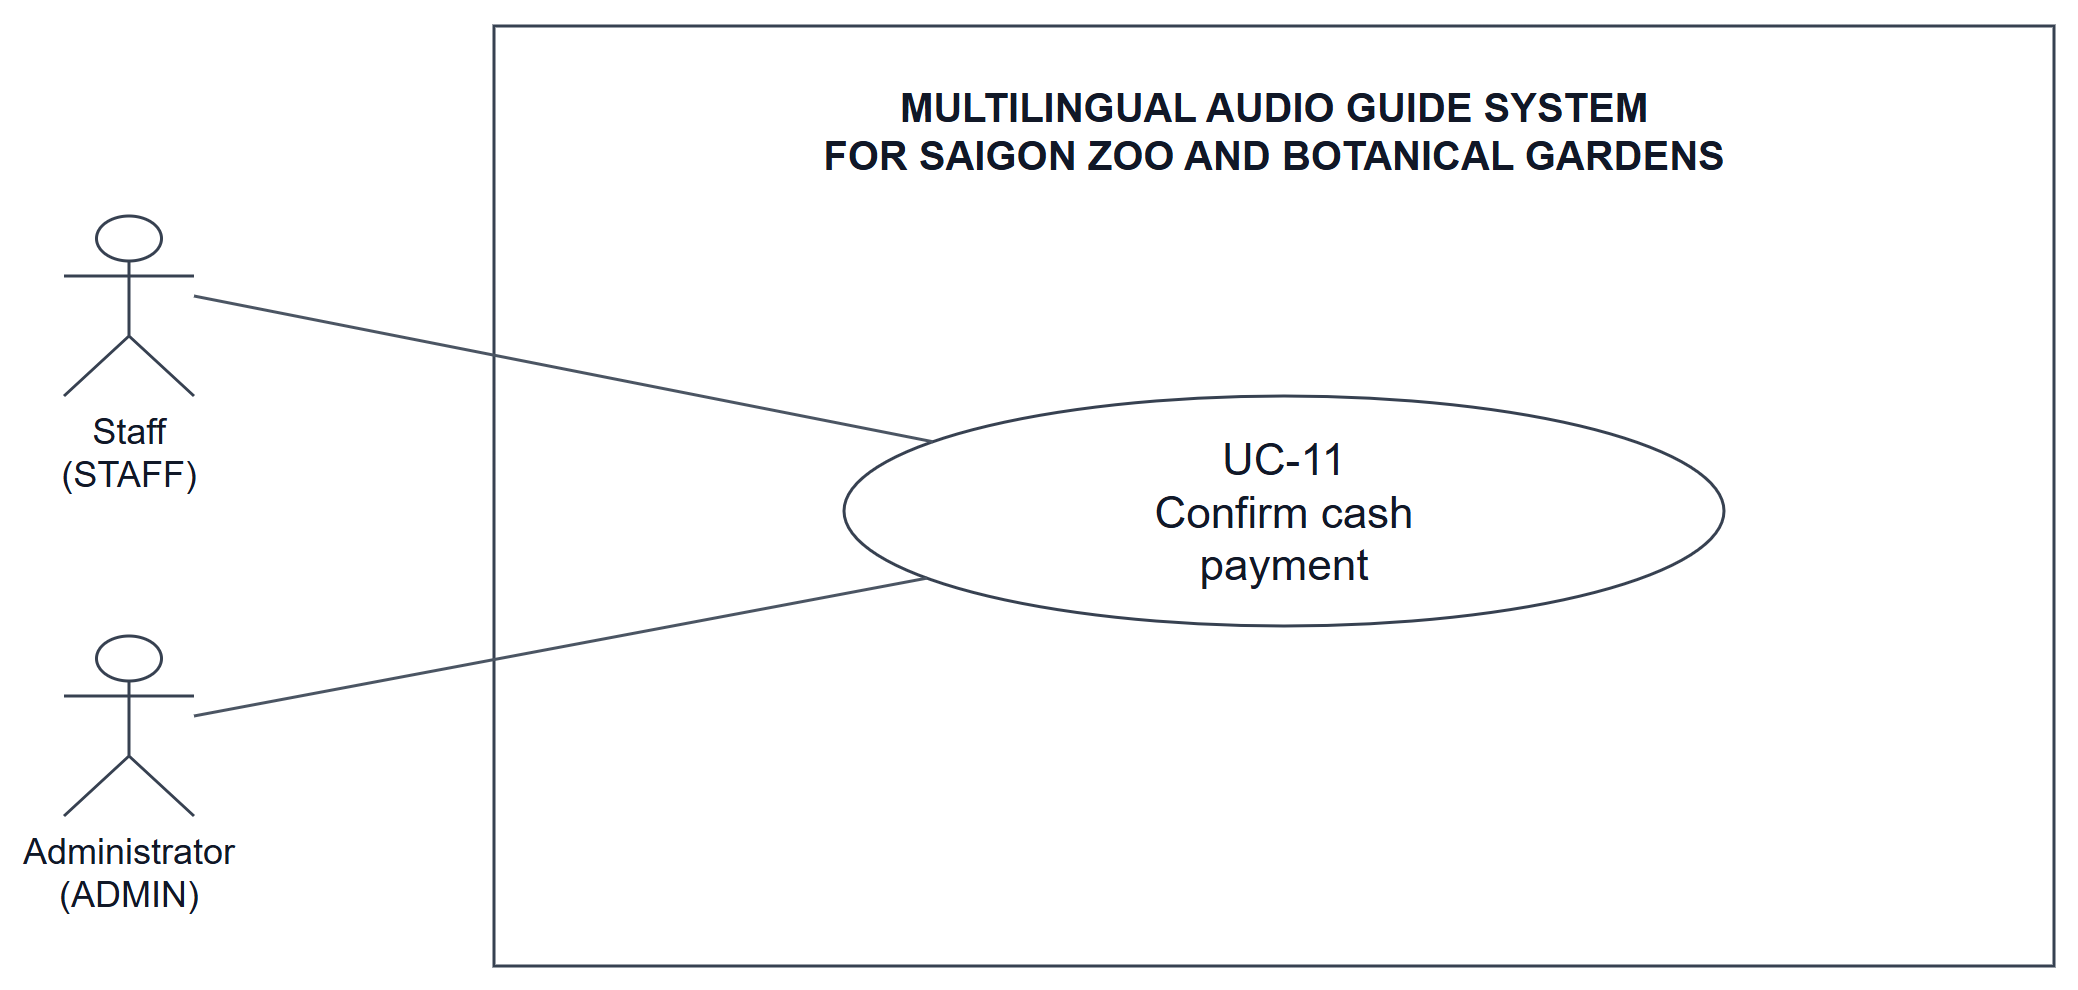 MULTILINGUAL AUDIO GUIDE SYSTEM
FOR SAIGON ZOO AND BOTANICAL GARDENS
Staff
(STAFF)
UC-11
Confirm cash
payment
Administrator
(ADMIN)